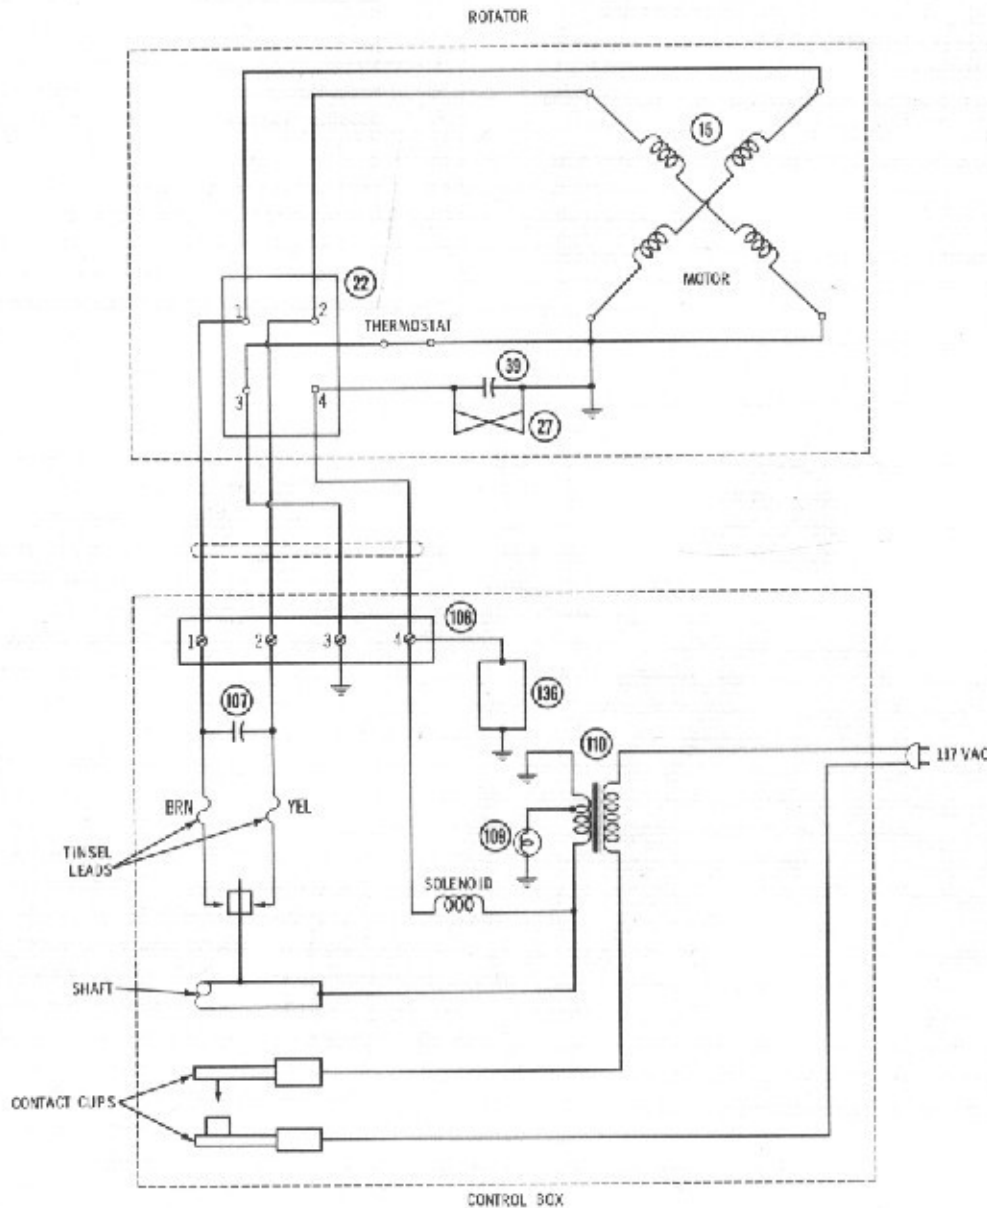 ROTATOR
15
MOTOR
22
1
2
THERMOSTAT
39
3
4
27
108
1
2
3
4
136
107
110
117 VAC
BRN
YEL
109
TINSEL
LEADS
SOLENOID
SHAFT
CONTACT CLIPS
CONTROL BOX